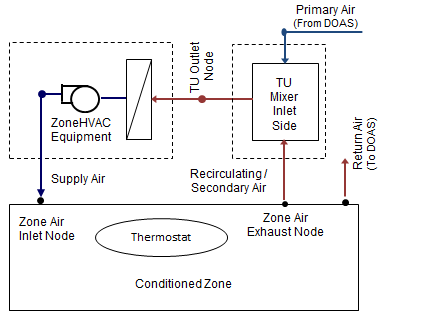 Primary Air
(From DOAS)
TU Outlet
Node
TU
Mixer
Inlet
Side
ZoneHVAC
Equipment
Return Air
(To DOAS)
Supply Air
Recirculating /
Secondary Air
Zone Air
Inlet Node
Thermostat
Zone Air
Exhaust Node
Conditioned Zone